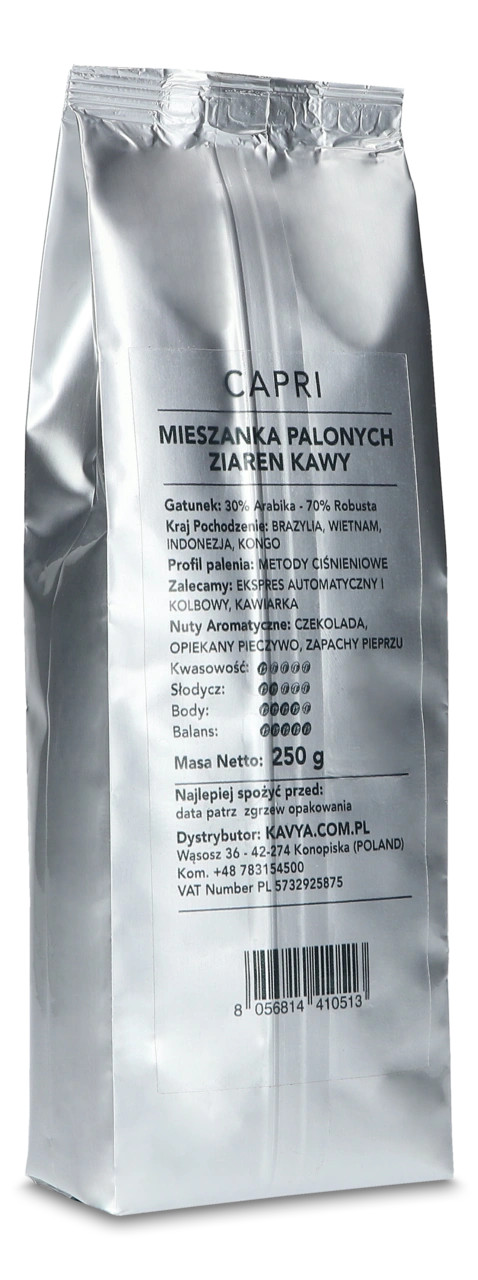 CAPRI
MIESZANKA PALONYCH
ZIAREN KAWY
Gatunek: 30% Arabika - 70% Robusta
Kraj Pochodzenie: BRAZYLIA, WIETNAM,
INDONEZJA, KONGO
Profil palenia: METODY CIŚNIENIOWE
Zalecamy: EKSPRES AUTOMATYCZNY I
KOLBOWY, KAWIARKA
Nuty Aromatyczne: CZEKOLADA,
OPIEKANY PIECZYWO, ZAPACHY PIEPRZU
Kwasowość:
Słodycz:
Body:
Balans:
Masa Netto: 250 g
Najlepiej spożyć przed:
data patrz zgrzew opakowania
Dystrybutor: KAVYA.COM.PL
Wąsosz 36 - 42-274 Konopiska (POLAND)
Kom. +48 783154500
VAT Number PL 5732925875
8 056814 410513